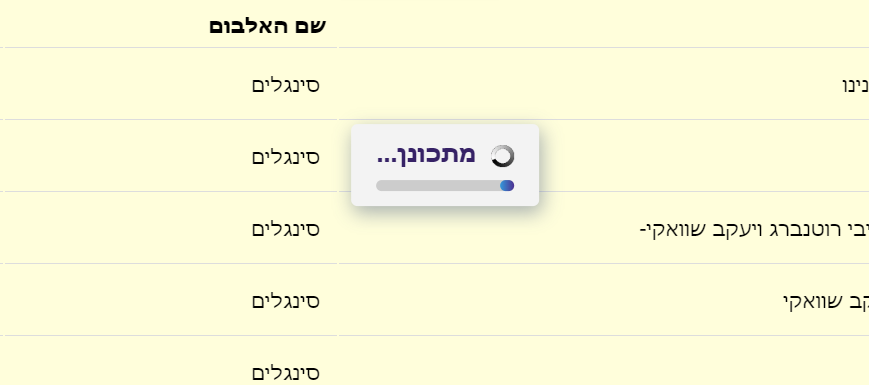 שם האלבום
נינו
סינגלים
מתכונן...
סינגלים
יבי רוטנברג ויעקב שוואקי-
סינגלים
קב שוואקי
סינגלים
סינגלים